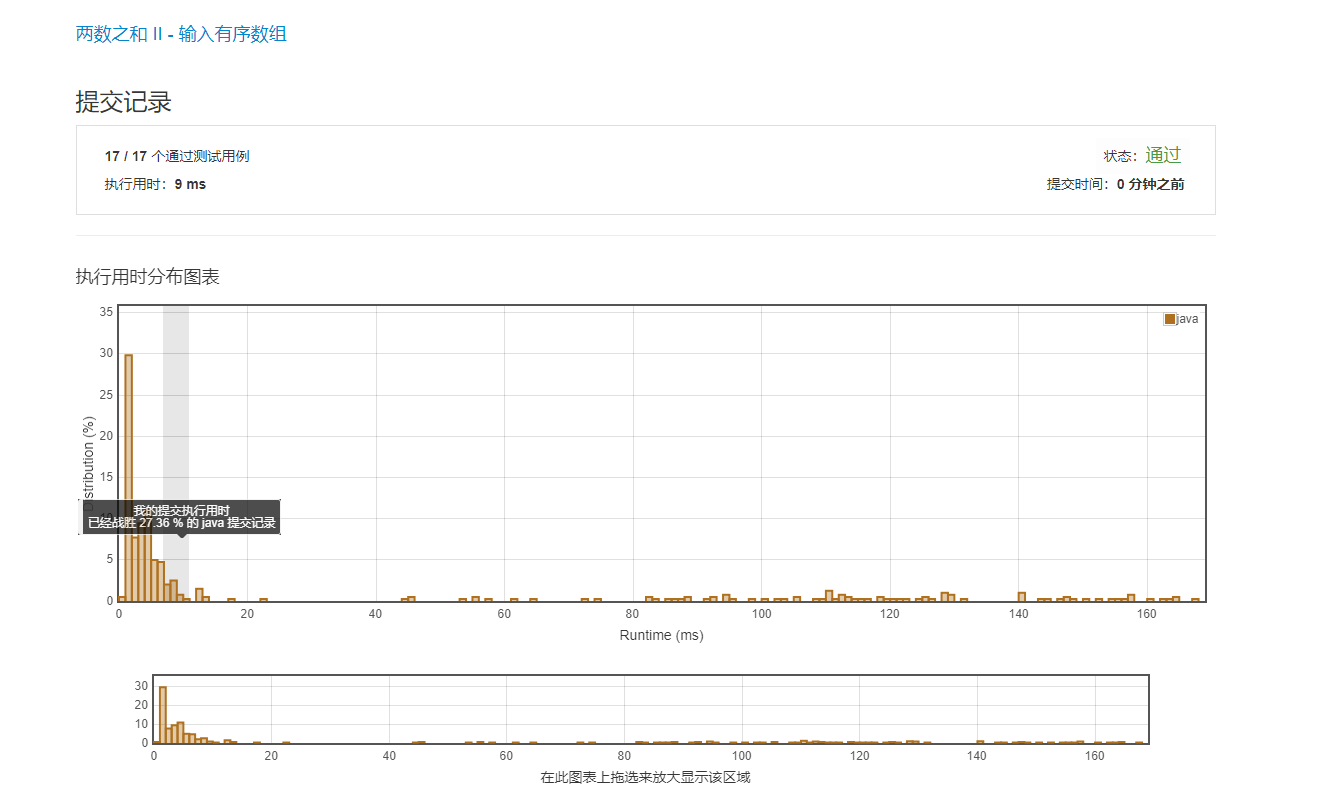 两数之和 II - 输入有序数组
提交记录
17 / 17 个通过测试用例
状态：通过
执行用时：9 ms
提交时间：0 分钟之前
执行用时分布图表
35
30
25
20
15
10
5
0
Distribution (%)
java
我的提交执行用时
已经战胜 27.36 % 的 java 提交记录
0 20 40 60 80 100 120 140 160
Runtime (ms)
30
20
10
0
0 20 40 60 80 100 120 140 160
在此图表上拖选来放大显示该区域